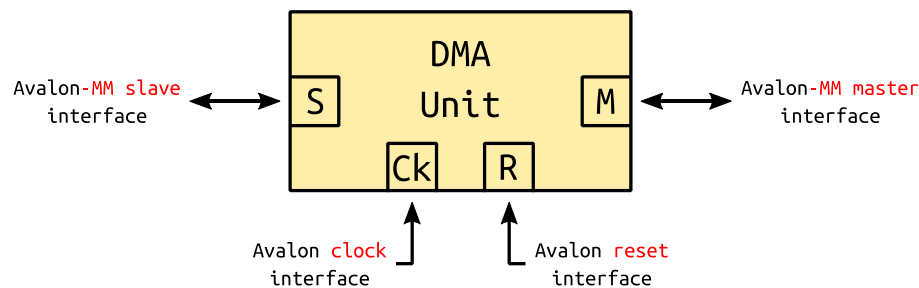 DMA
Unit
Avalon-MM slave
interface
S
M
Avalon-MM master
interface
Ck
R
Avalon clock
interface
Avalon reset
interface